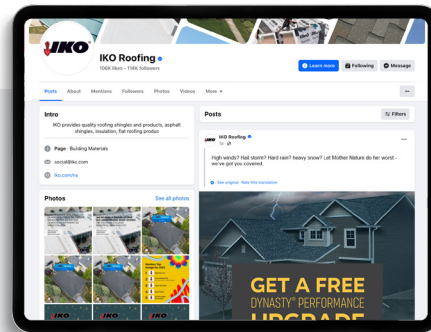 IKO
IKO Roofing
106K likes • 114K followers
Learn more
Following
Message
Posts
About
Mentions
Followers
Photos
Videos
More
Intro
IKO provides quality roofing shingles and products, asphalt
shingles, insulation, flat roofing produc
Page · Building Materials
social@iko.com
iko.com/na
Photos
See all photos
IKO
IKO
IKO
Posts
Filters
IKO Roofing
High winds? Hail storm? Hard rain? heavy snow? Let Mother Nature do her worst -
we've got you covered.
See original · Rate this translation
GET A FREE
DYNASTY® PERFORMANCE
UPGRADE